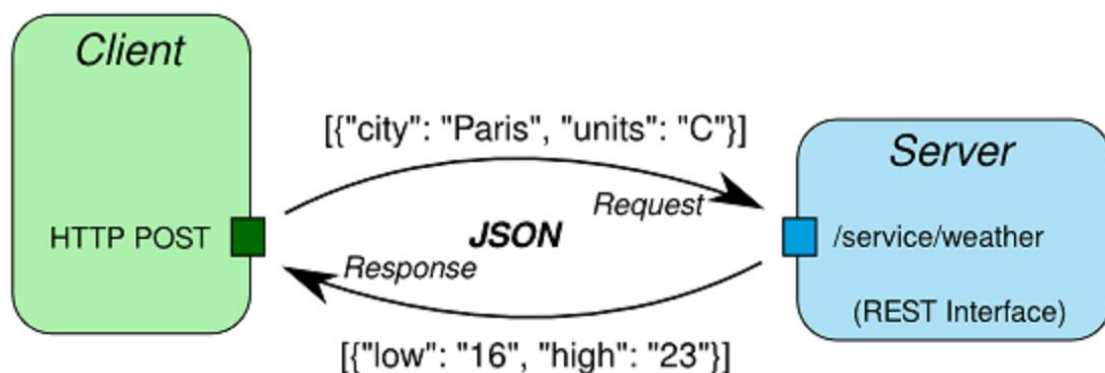 Client
[{"city": "Paris", "units": "C"}]
Server
Request
HTTP POST
JSON
/service/weather
Response
(REST Interface)
[{"low": "16", "high": "23"}]